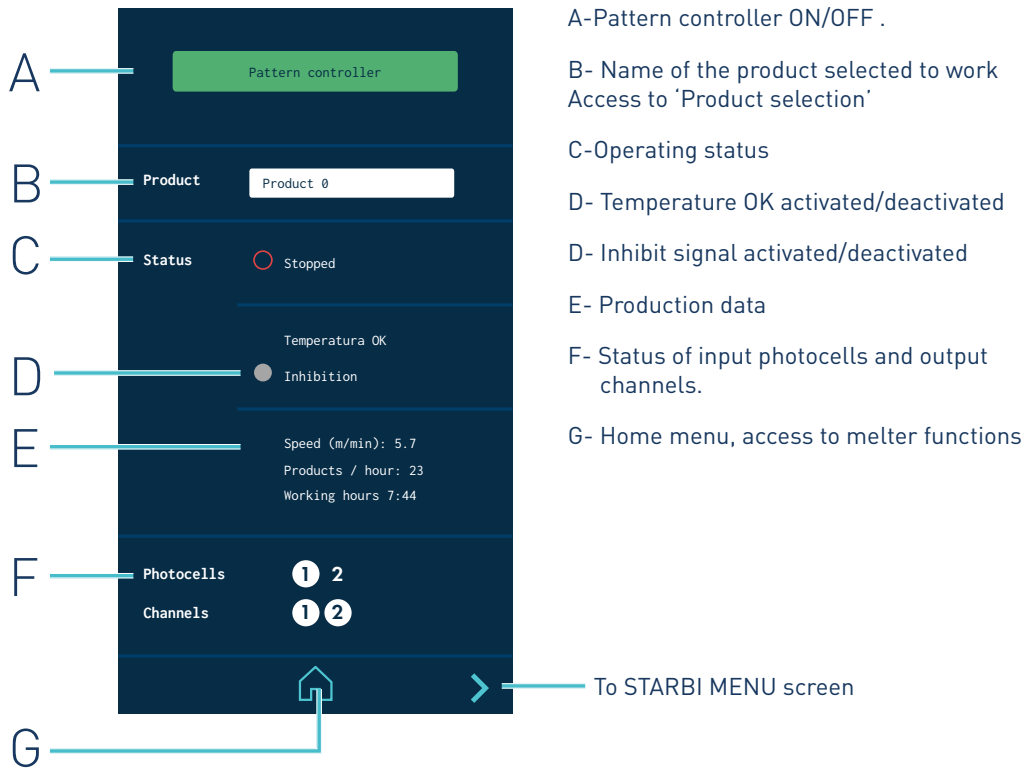 A
Pattern controller
B
Product
Product 0
C
Status
Stopped
Temperatura OK
D
Inhibition
E
Speed (m/min): 5.7
Products / hour: 23
Working hours 7:44
F
Photocells
1 2
Channels
1 2
G
To STARBI MENU screen
A-Pattern controller ON/OFF .
B- Name of the product selected to work
Access to ‘Product selection’
C-Operating status
D- Temperature OK activated/deactivated
D- Inhibit signal activated/deactivated
E- Production data
F- Status of input photocells and output
channels.
G- Home menu, access to melter functions